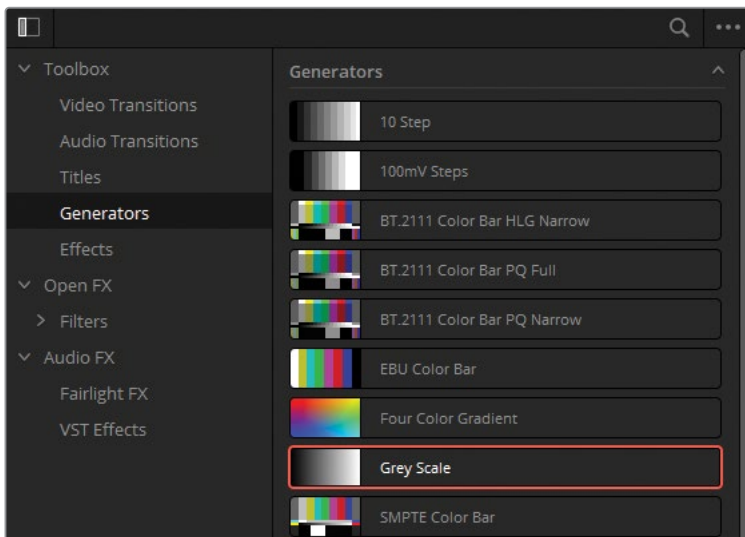 Toolbox
Video Transitions
Audio Transitions
Titles
Generators
Effects
Open FX
Filters
Audio FX
Fairlight FX
VST Effects
Generators
10 Step
100mV Steps
BT.2111 Color Bar HLG Narrow
BT.2111 Color Bar PQ Full
BT.2111 Color Bar PQ Narrow
EBU Color Bar
Four Color Gradient
Grey Scale
SMPTE Color Bar